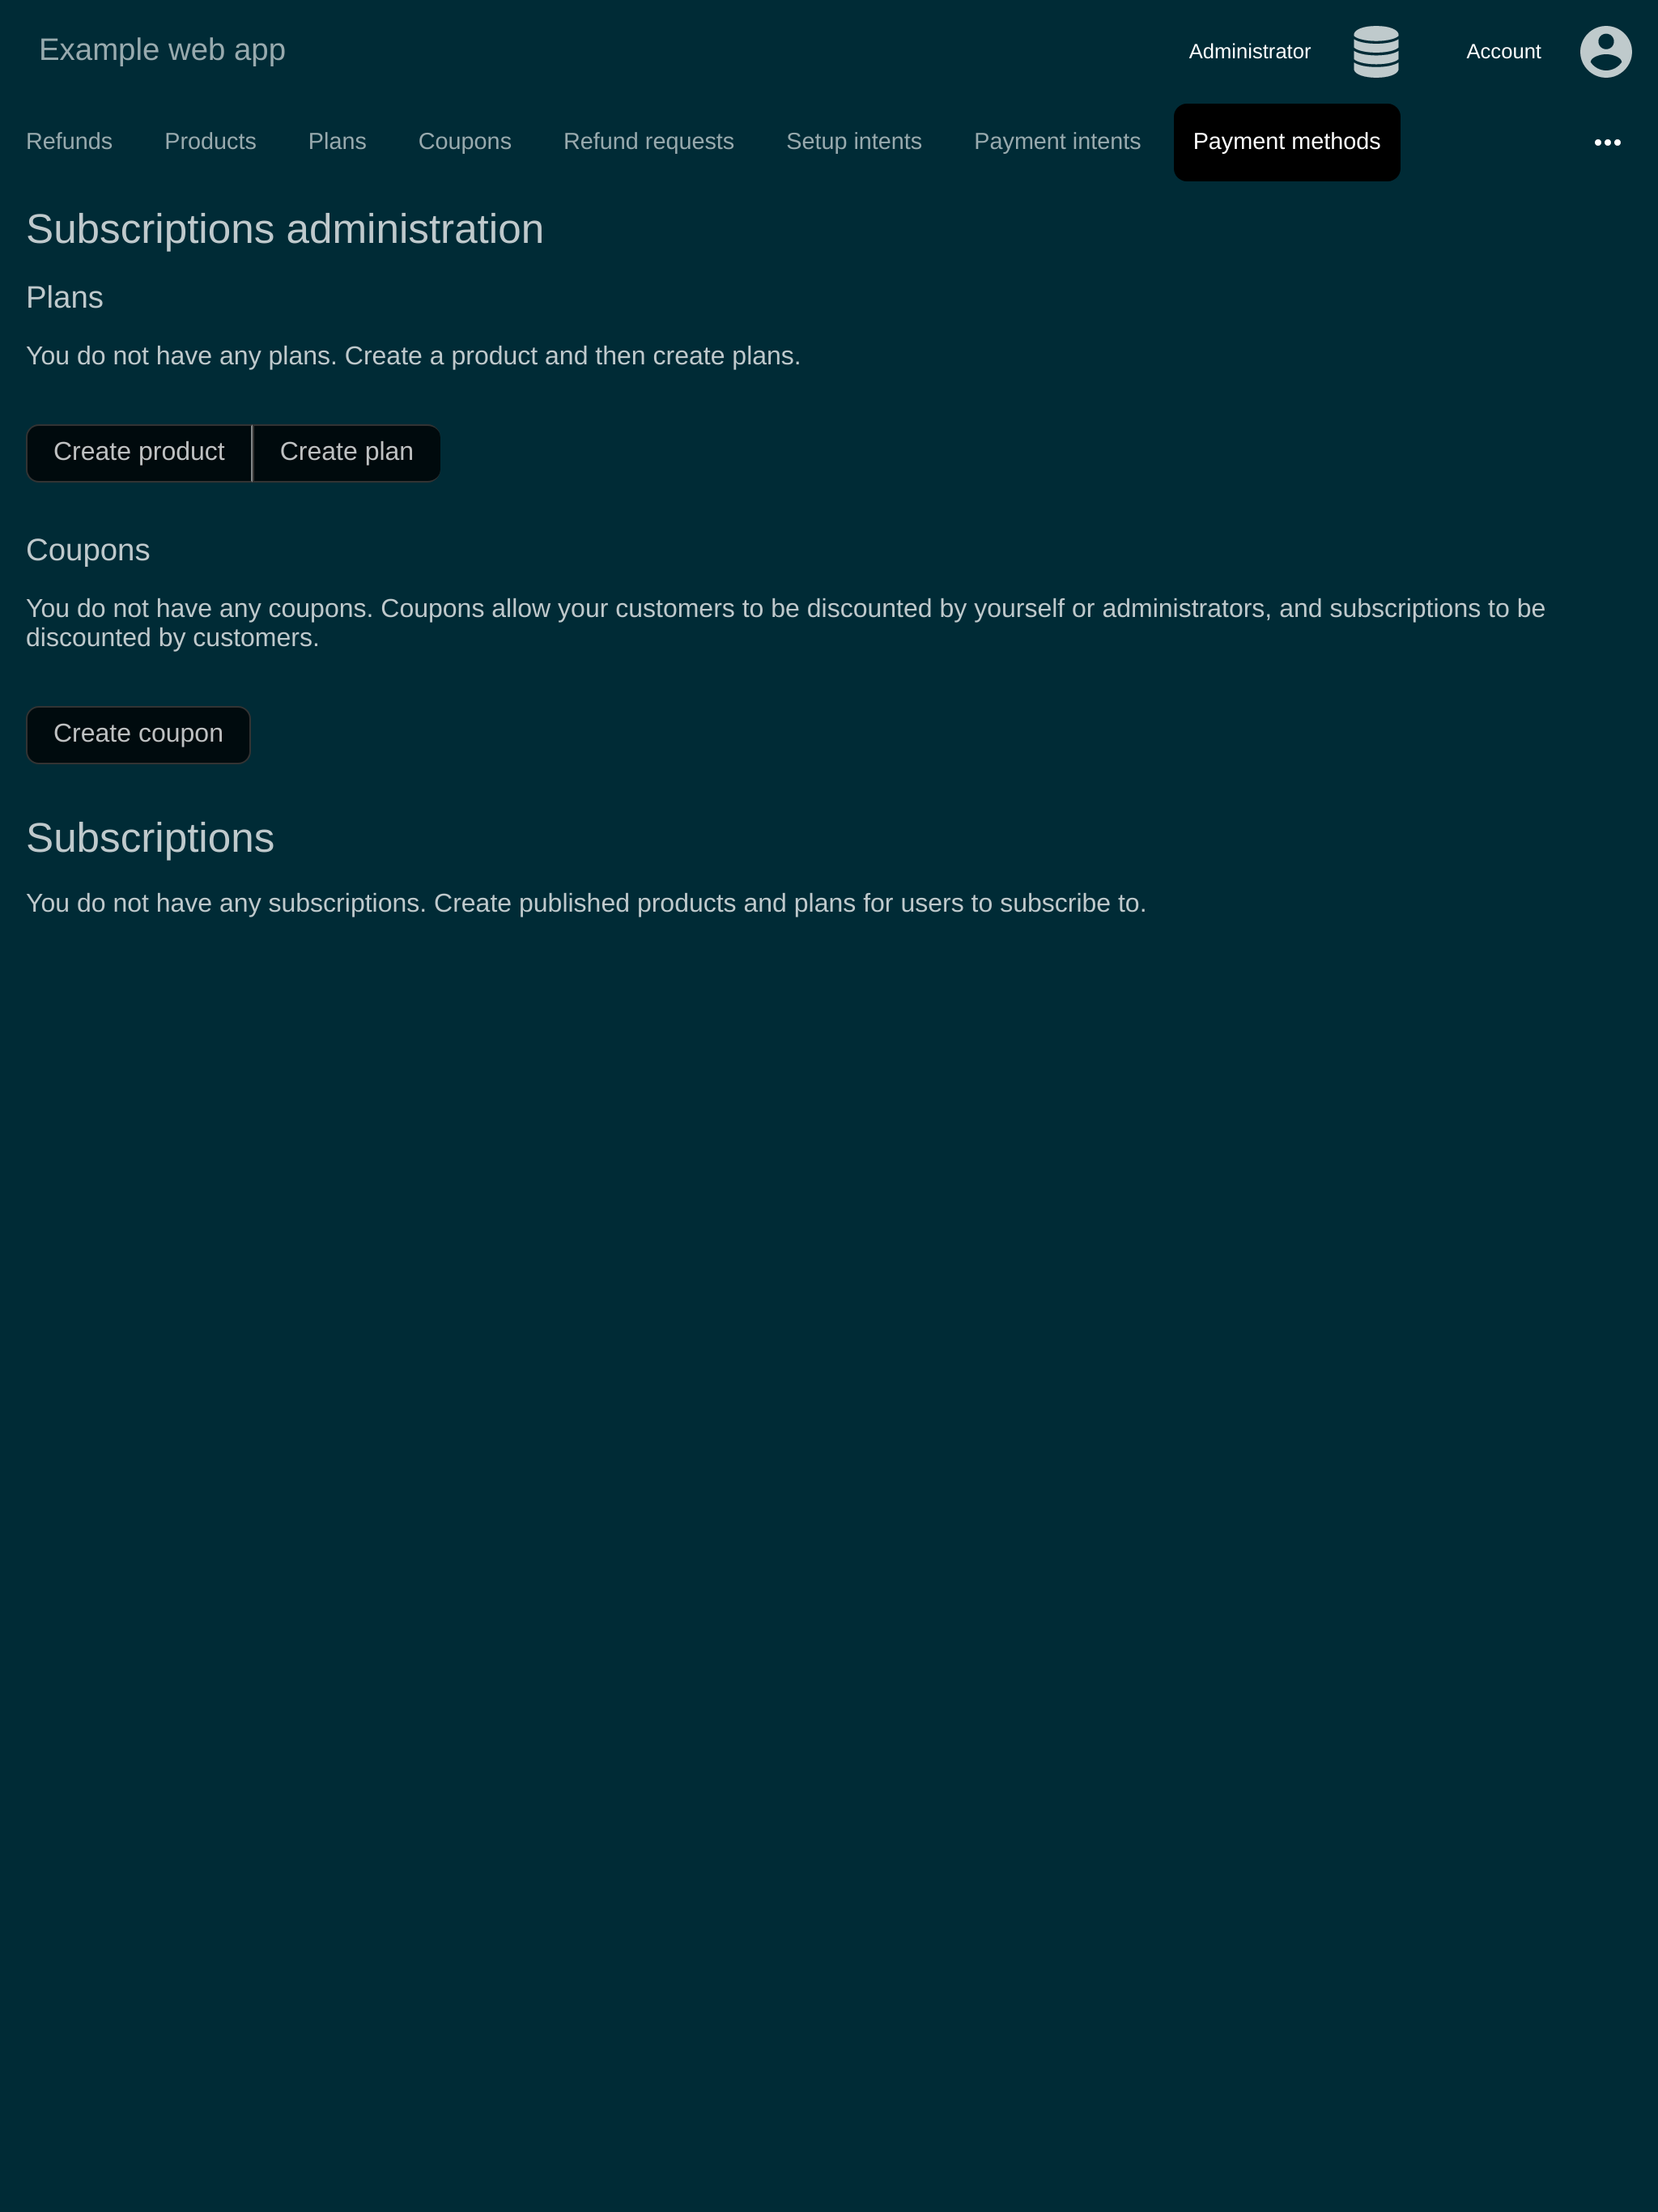 Example web app
Administrator
Account
Refunds
Products
Plans
Coupons
Refund requests
Setup intents
Payment intents
Payment methods
Subscriptions administration
Plans
You do not have any plans. Create a product and then create plans.
Create product
Create plan
Coupons
You do not have any coupons. Coupons allow your customers to be discounted by yourself or administrators, and subscriptions to be
discounted by customers.
Create coupon
Subscriptions
You do not have any subscriptions. Create published products and plans for users to subscribe to.